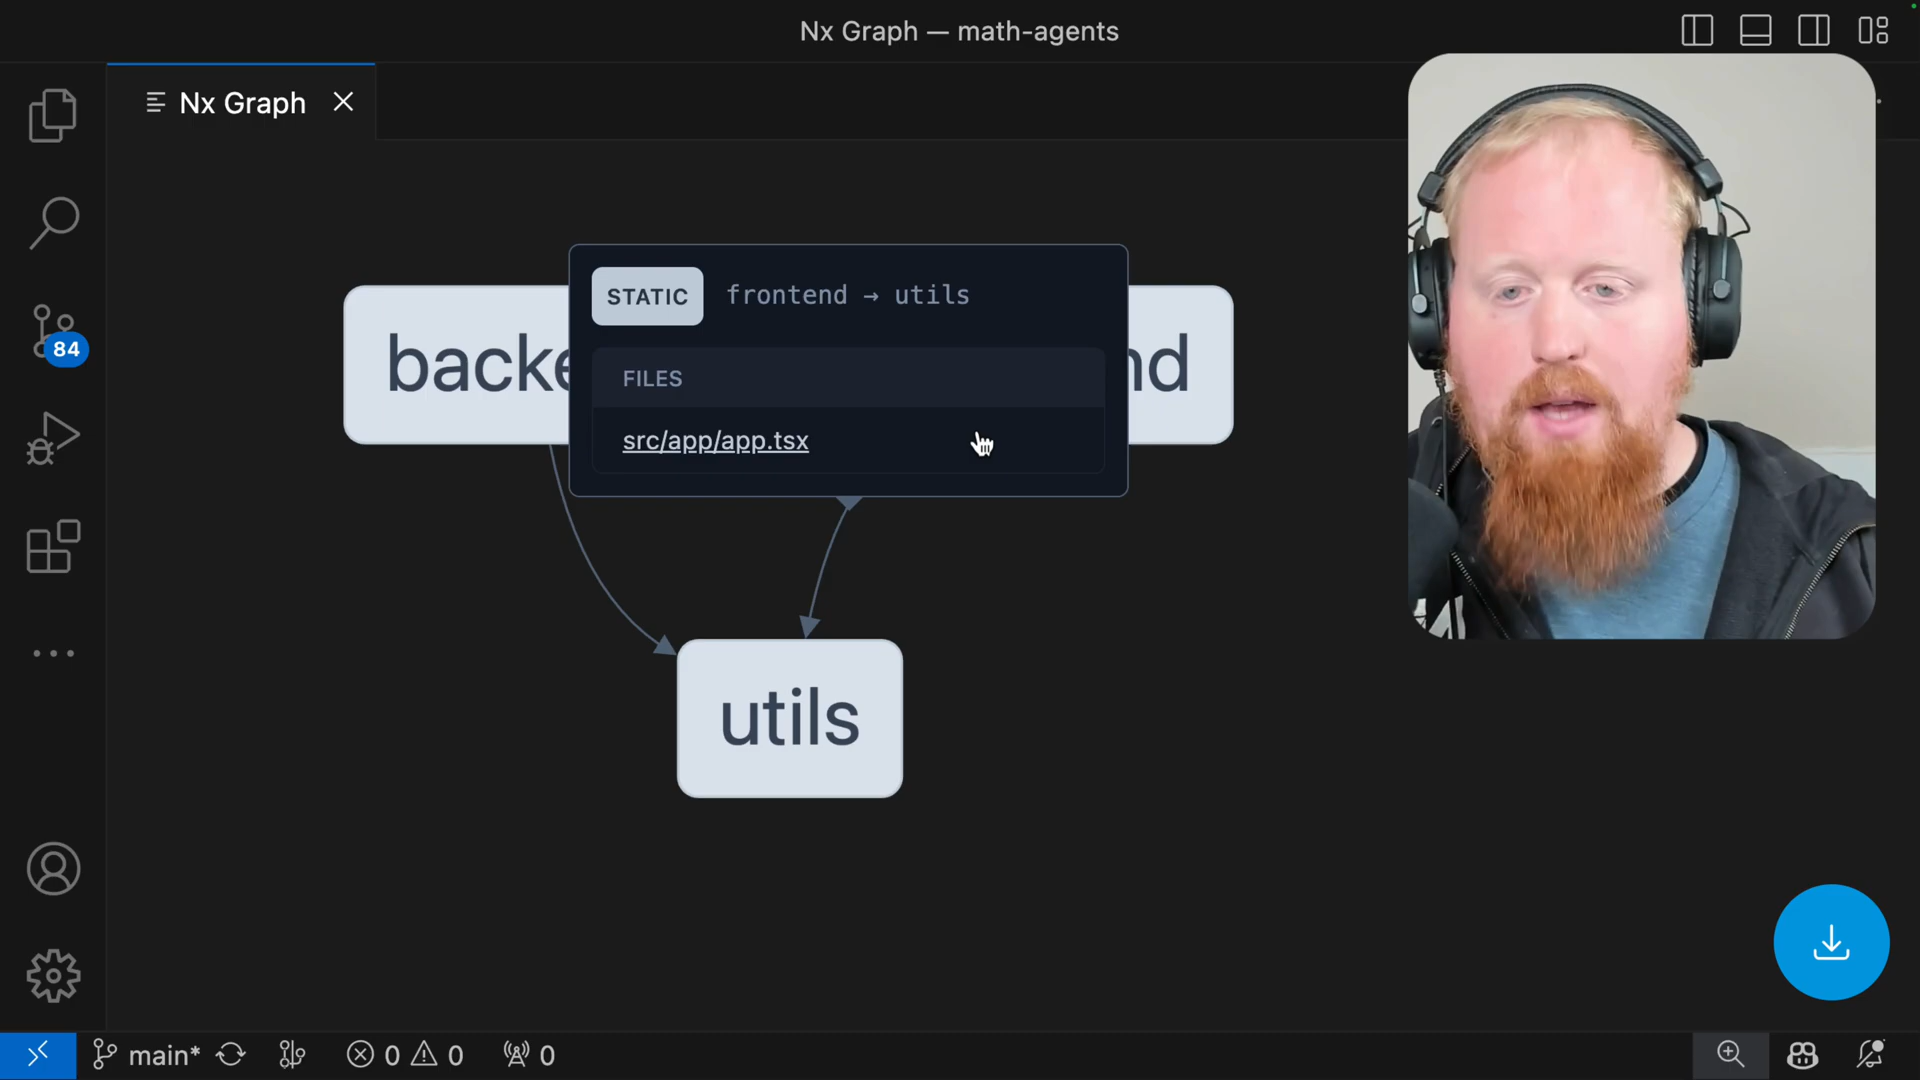 Nx Graph — math-agents
Nx Graph
STATIC frontend → utils
backe
nd
FILES
src/app/app.tsx
84
utils
main* 0 0 0